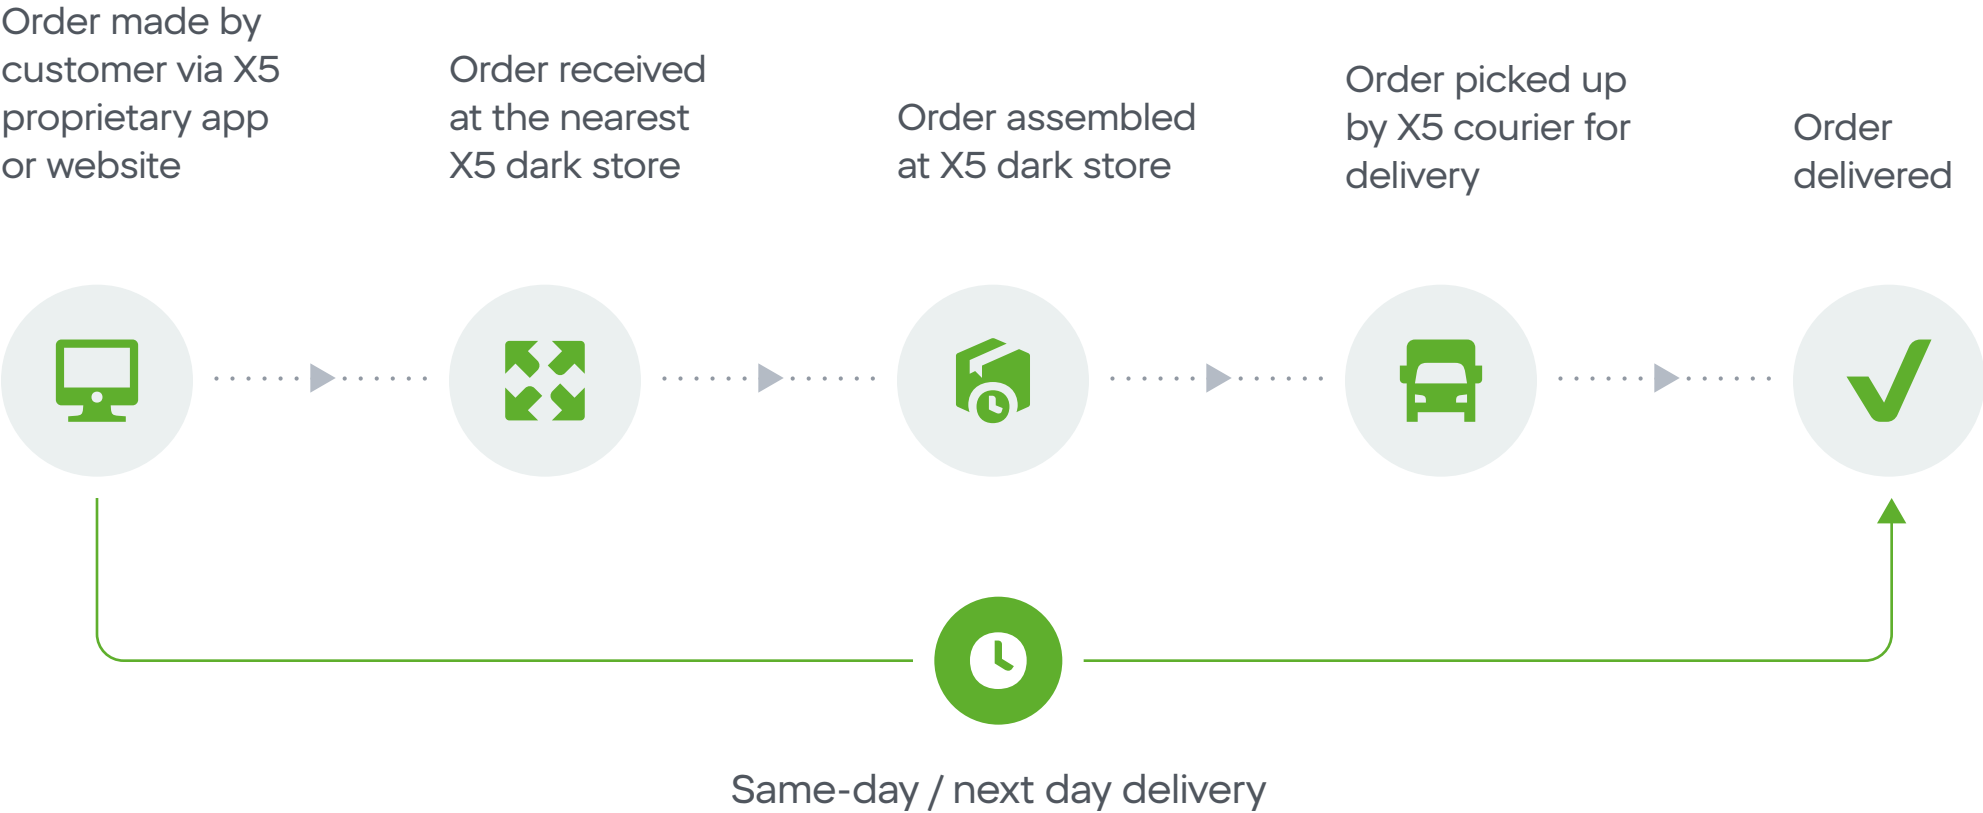 Order made by
customer via X5
proprietary app
or website
Order received
at the nearest
X5 dark store
Order assembled
at X5 dark store
Order picked up
by X5 courier for
delivery
Order
delivered
Same-day / next day delivery